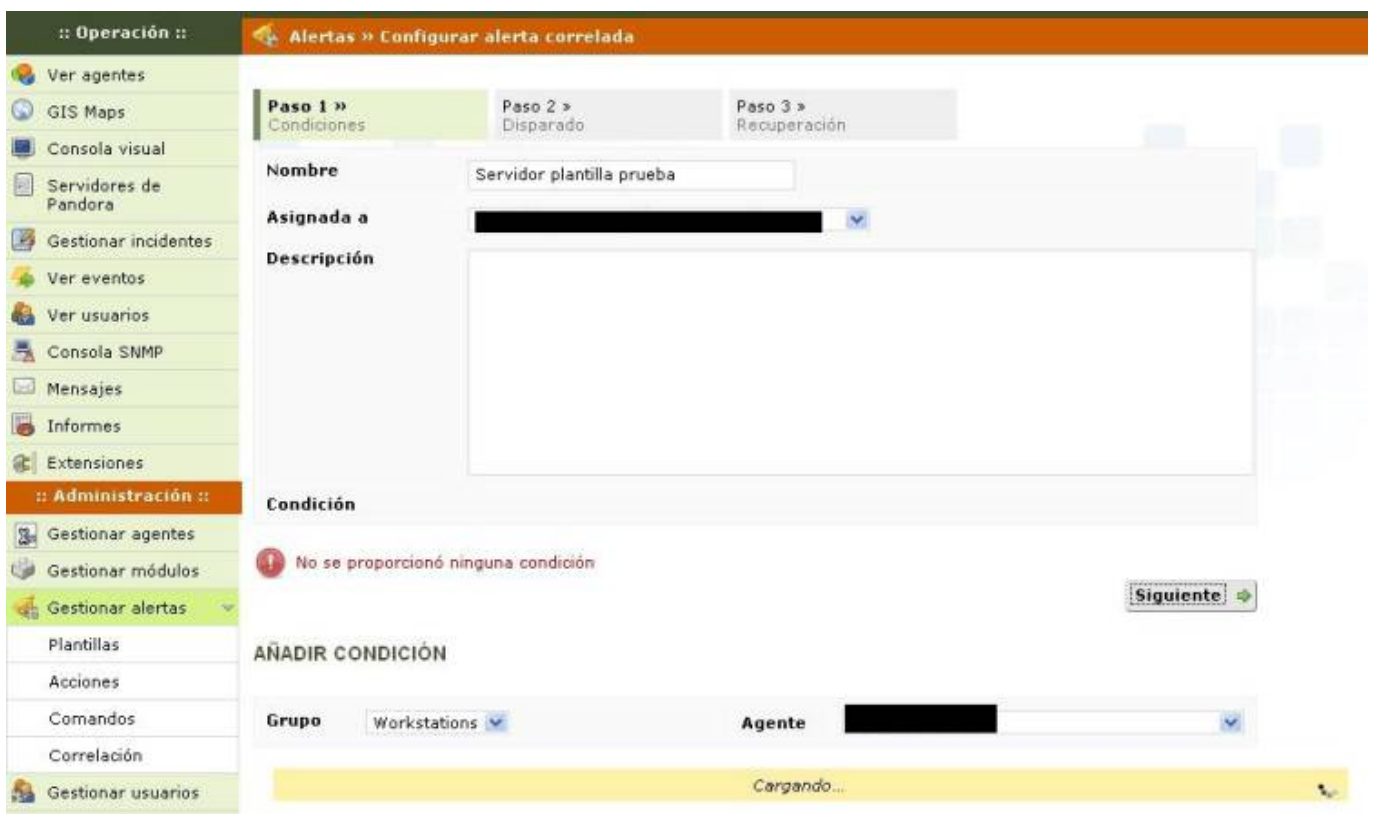 :: Operación ::
Ver agentes
GIS Maps
Consola visual
Servidores de
Pandora
Gestionar incidentes
Ver eventos
Ver usuarios
Consola SNMP
Mensajes
Informes
Extensiones
:: Administración ::
Gestionar agentes
Gestionar módulos
Gestionar alertas
Plantillas
Acciones
Comandos
Correlación
Gestionar usuarios
Alertas » Configurar alerta correlada
Paso 1 »
Condiciones
Paso 2 »
Disparado
Paso 3 »
Recuperación
Nombre
Servidor plantilla prueba
Asignada a
Descripción
Condición
No se proporcionó ninguna condición
Siguiente
AÑADIR CONDICIÓN
Grupo
Workstations
Agente
Cargando...